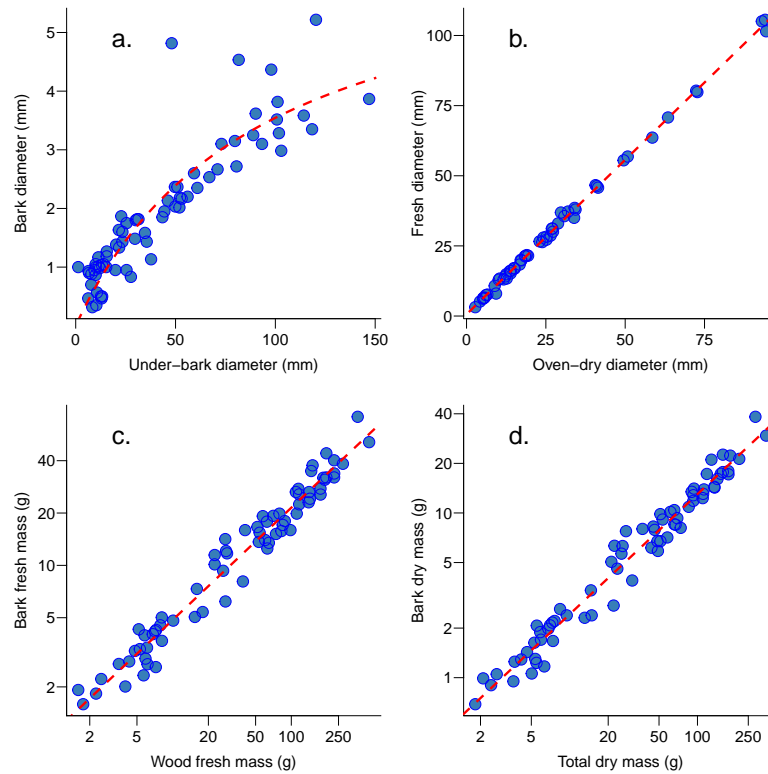 a.
Bark diameter (mm)
5
4
3
2
1
0 50 100 150
Under−bark diameter (mm)
b.
Fresh diameter (mm)
100
75
50
25
0
0 25 50 75
Oven−dry diameter (mm)
c.
Bark fresh mass (g)
40
20
10
5
2
2 5 20 50 100 250
Wood fresh mass (g)
d.
Bark dry mass (g)
40
20
10
5
2
1
2 5 20 50 100 250
Total dry mass (g)